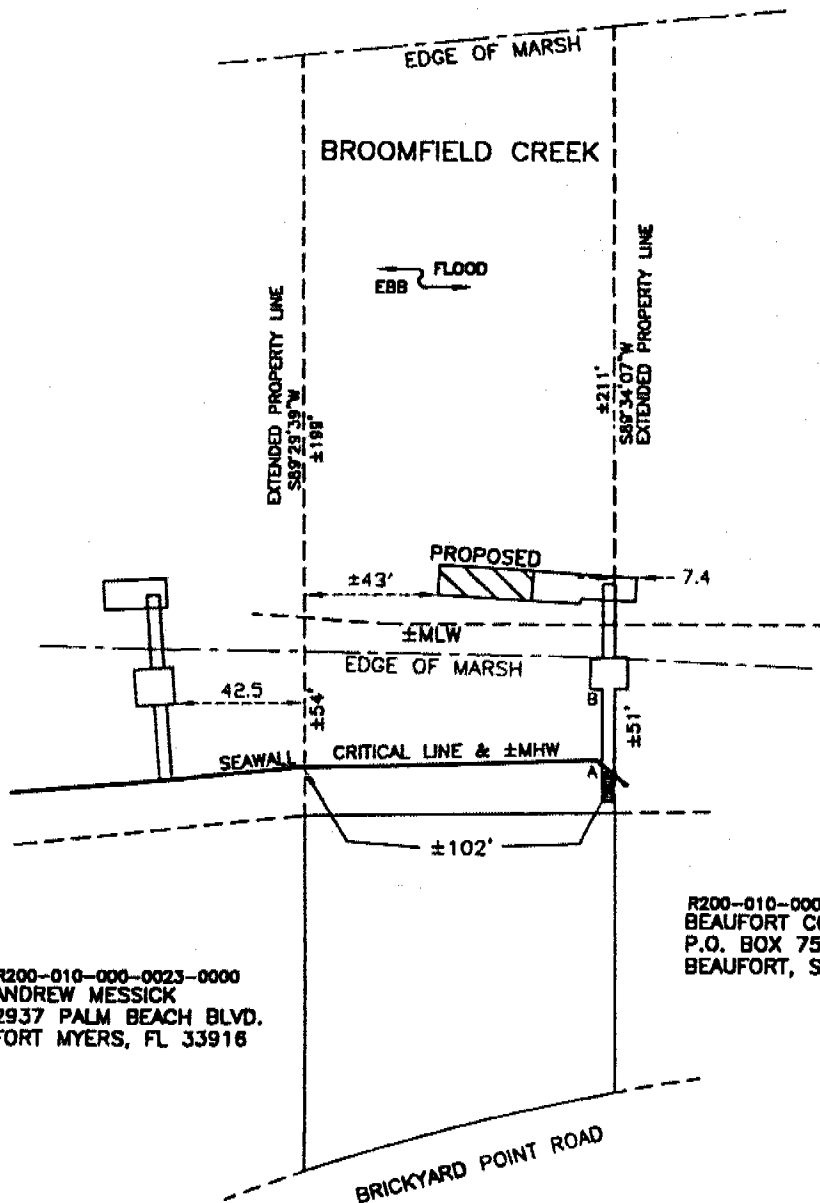 EDGE OF MARSH
BROOMFIELD CREEK
FLOOD
EBB
EXTENDED PROPERTY LINE
S89°29'39"W
±199'
±211'
S89°34'07"W
EXTENDED PROPERTY LINE
PROPOSED
±43'
7.4
±MLW
EDGE OF MARSH
42.5
±54'
B
±51'
SEAWALL
CRITICAL LINE & ±MHW
A
±102'
R200-010-000
BEAUFORT CO
P.O. BOX 75
BEAUFORT, S
R200-010-000-0023-0000
ANDREW MESSICK
2937 PALM BEACH BLVD.
FORT MYERS, FL 33916
BRICKYARD POINT ROAD